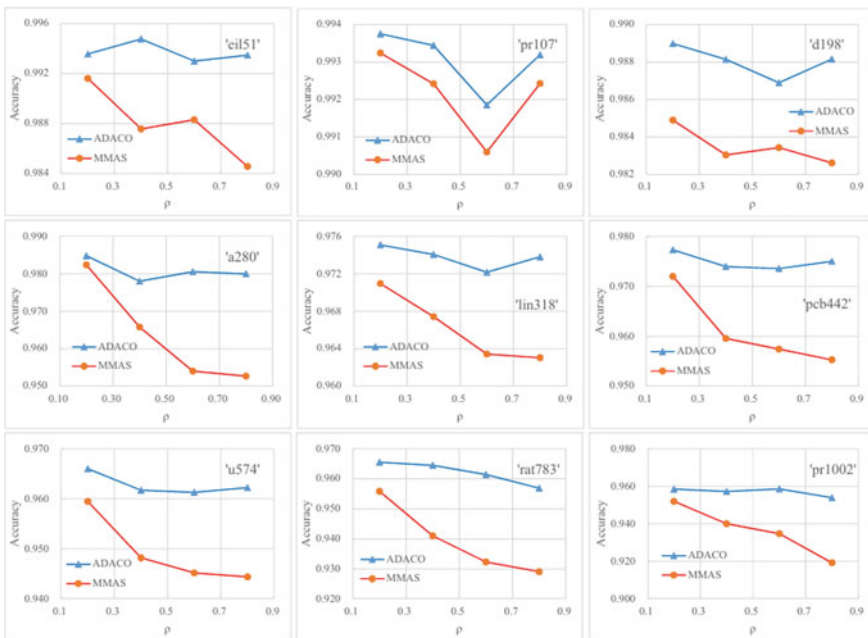 0.996
'eil51'
0.992
Accuracy
0.988
ADACO
MMAS
0.984
0.1 0.3 0.5 0.7 0.9
ρ
0.994
'pr107'
0.993
Accuracy
0.992
0.991
ADACO
MMAS
0.990
0.1 0.3 0.5 0.7 0.9
ρ
0.990
'd198'
0.988
Accuracy
0.986
0.984
ADACO
MMAS
0.982
0.1 0.3 0.5 0.7 0.9
ρ
0.990
'a280'
0.980
Accuracy
0.970
0.960
ADACO
MMAS
0.950
0.10 0.30 0.50 0.70 0.90
ρ
0.976
0.972
Accuracy
0.968
'lin318'
0.964
ADACO
MMAS
0.960
0.1 0.3 0.5 0.7 0.9
ρ
0.980
0.970
Accuracy
'pcb442'
0.960
ADACO
MMAS
0.950
0.1 0.3 0.5 0.7 0.9
ρ
0.970
'u574'
0.960
Accuracy
0.950
ADACO
MMAS
0.940
0.1 0.3 0.5 0.7 0.9
ρ
0.970
'rat783'
0.960
0.950
Accuracy
0.940
0.930
ADACO
MMAS
0.920
0.1 0.3 0.5 0.7 0.9
ρ
0.980
'pr1002'
0.960
Accuracy
0.940
0.920
ADACO
MMAS
0.900
0.1 0.3 0.5 0.7 0.9
ρ